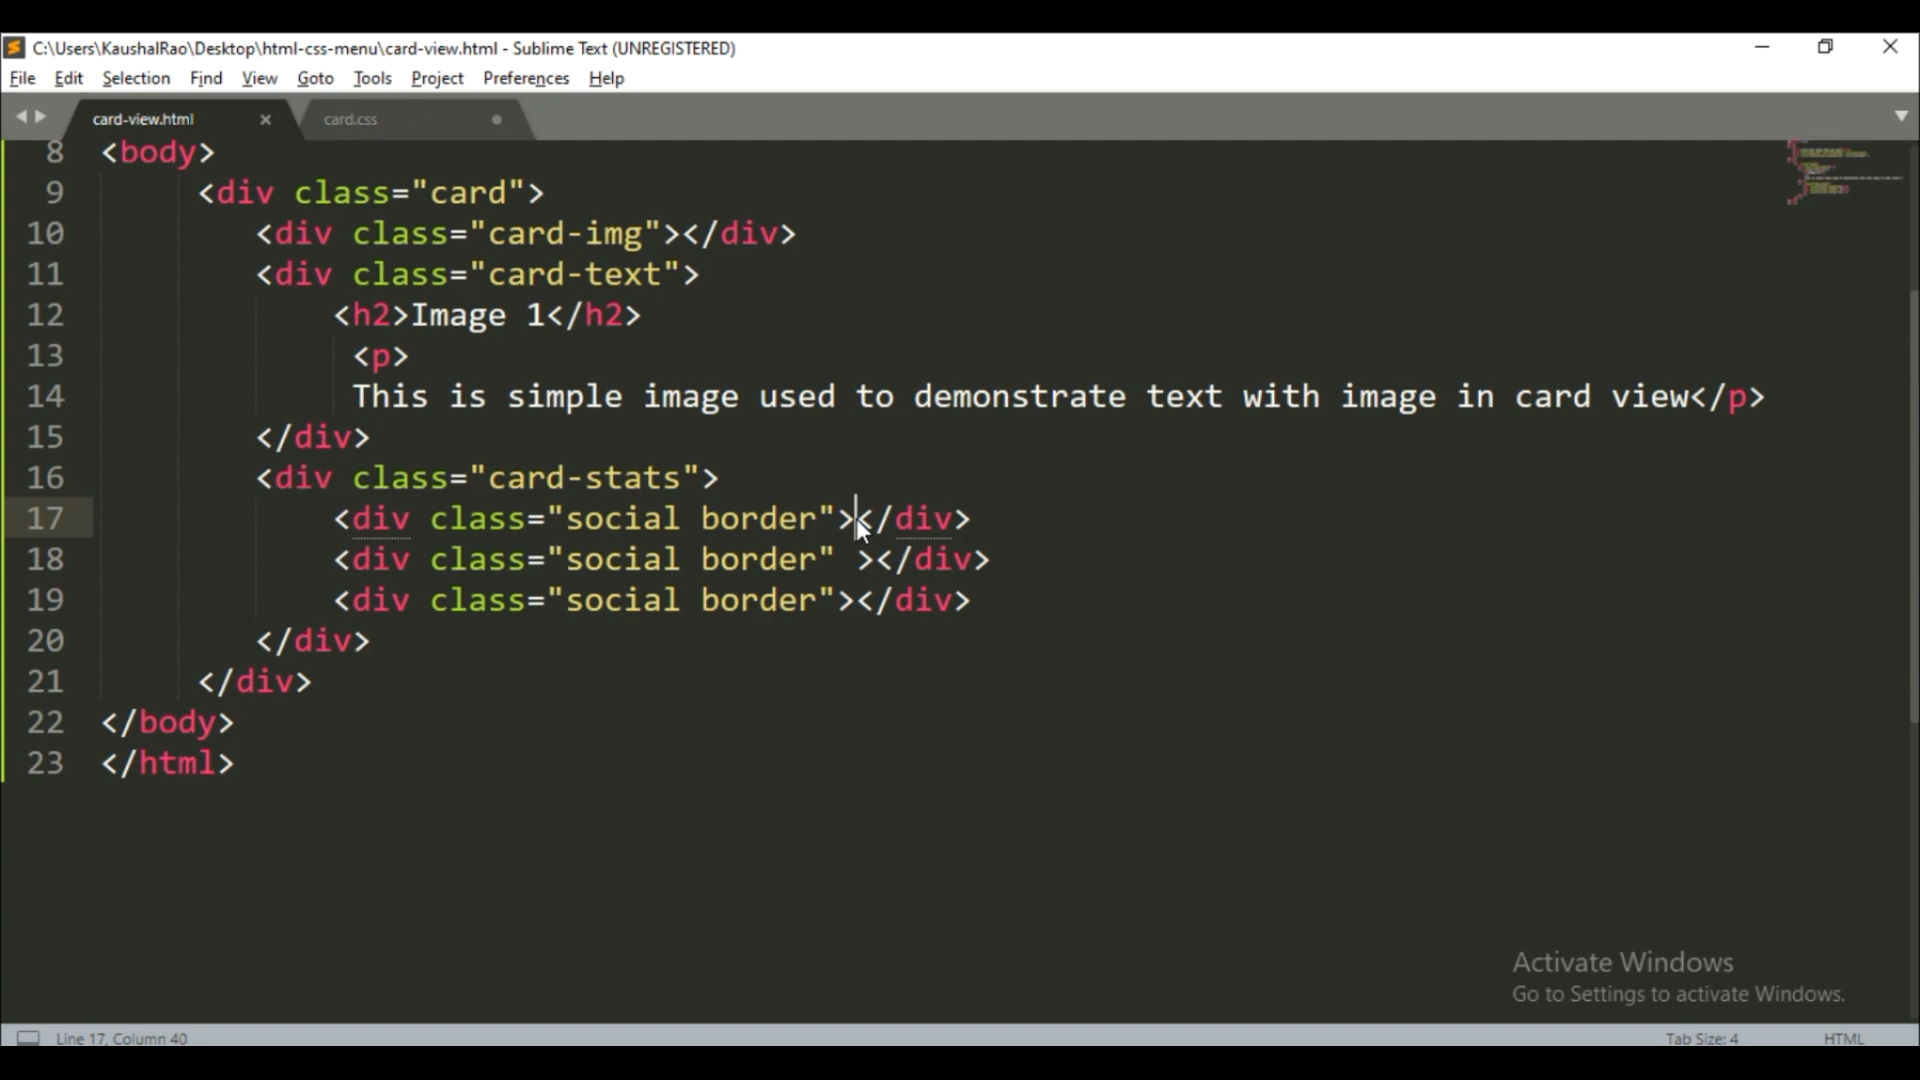 C:\Users\KaushalRao\Desktop\html-css-menu\card-view.html - Sublime Text (UNREGISTERED)
File Edit Selection Find View Goto Tools Project Preferences Help
card-view.html card.css
8 <body>
9 <div class="card">
10 <div class="card-img"></div>
11 <div class="card-text">
12 <h2>Image 1</h2>
13 <p>
14 This is simple image used to demonstrate text with image in card view</p>
15 </div>
16 <div class="card-stats">
17 <div class="social border"></div>
18 <div class="social border" ></div>
19 <div class="social border"></div>
20 </div>
21 </div>
22 </body>
23 </html>
Activate Windows
Go to Settings to activate Windows.
Line 17, Column 40 Tab Size: 4 HTML